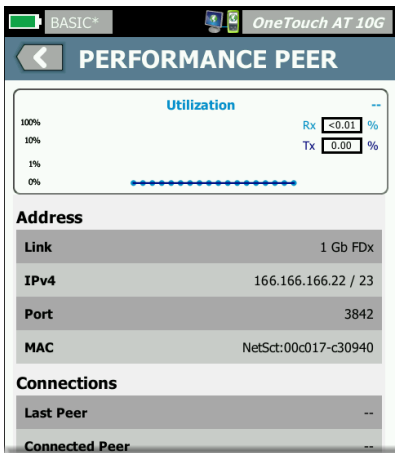 BASIC* OneTouch AT 10G
PERFORMANCE PEER
Utilization --
100% Rx <0.01 %
10% Tx 0.00 %
1%
0%
Address
Link 1 Gb FDx
IPv4 166.166.166.22 / 23
Port 3842
MAC NetSct:00c017-c30940
Connections
Last Peer --
Connected Peer --